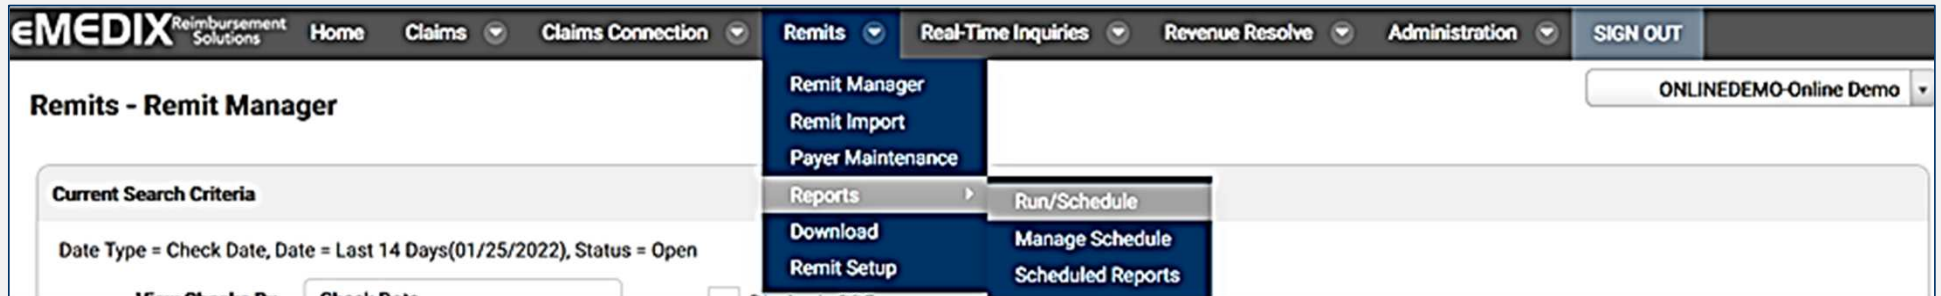 eMEDIX Reimbursement Solutions Home Claims Claims Connection Remits Real-Time Inquiries Revenue Resolve Administration SIGN OUT
ONLINEDEMO-Online Demo
Remits - Remit Manager
Remit Manager
Remit Import
Payer Maintenance
Reports
Download
Remit Setup
Run/Schedule
Manage Schedule
Scheduled Reports
Current Search Criteria
Date Type = Check Date, Date = Last 14 Days(01/25/2022), Status = Open